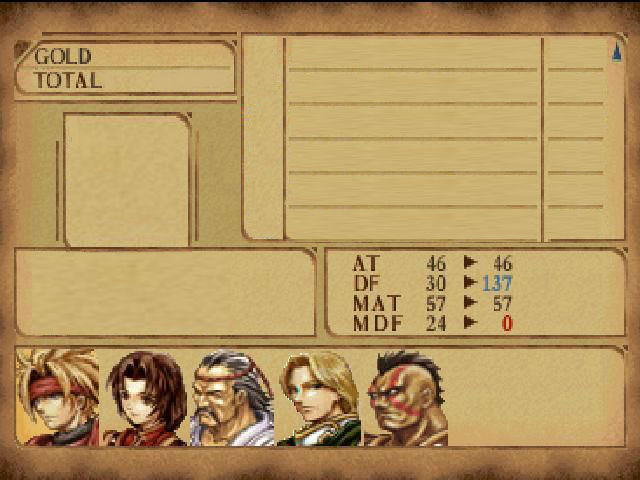 GOLD
TOTAL
AT 46 ► 46
DF 30 ► 137
MAT 57 ► 57
MDF 24 ► 0